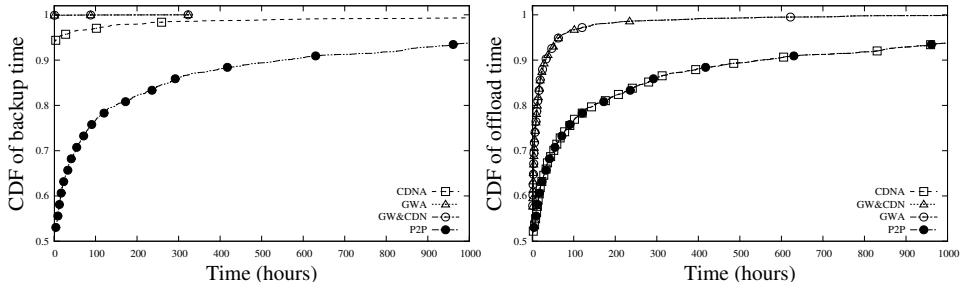 CDF of backup time
1
0.9
0.8
0.7
0.6
0.5
0 100 200 300 400 500 600 700 800 900 1000
Time (hours)
CDNA
GWA
GW&CDN
P2P
CDF of offload time
1
0.9
0.8
0.7
0.6
0.5
0 100 200 300 400 500 600 700 800 900 1000
Time (hours)
CDNA
GW&CDN
GWA
P2P